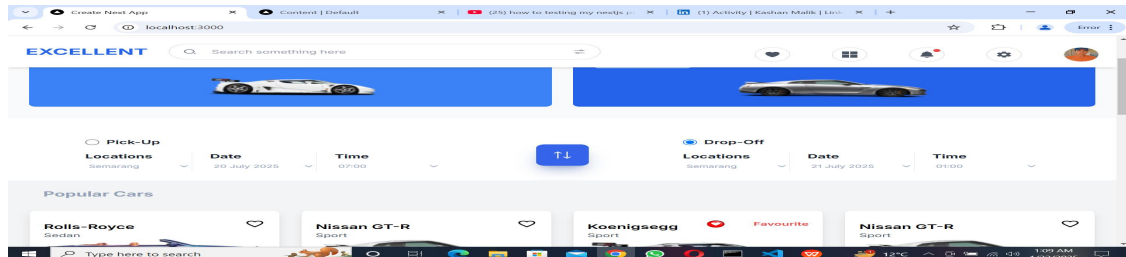 Create Next App
Content | Default
(25) how to testing my nestjs p
(1) Activity | Kashan Malik | Link
localhost:3000
Error
EXCELLENT
Search something here
Pick-Up
Locations Date Time
Semarang 20 July 2025 07:00
Drop-Off
Locations Date Time
Semarang 21 July 2025 01:00
Popular Cars
Rolls-Royce
Sedan
Nissan GT-R
Sport
Koenigsegg
Sport
Favourite
Nissan GT-R
Sport
Type here to search
12°C
1:09 AM